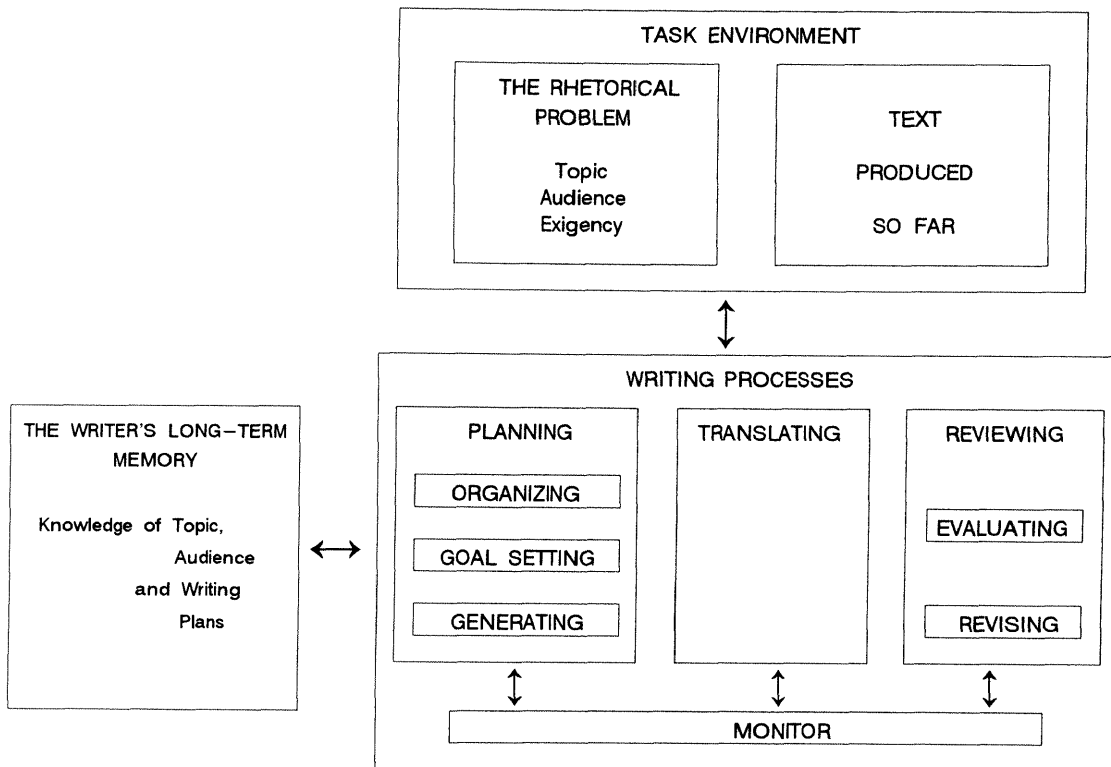 TASK ENVIRONMENT
THE RHETORICAL
PROBLEM
Topic
Audience
Exigency
TEXT
PRODUCED
SO FAR
WRITING PROCESSES
THE WRITER'S LONG-TERM
MEMORY
Knowledge of Topic,
Audience
and Writing
Plans
PLANNING
ORGANIZING
GOAL SETTING
GENERATING
TRANSLATING
REVIEWING
EVALUATING
REVISING
MONITOR